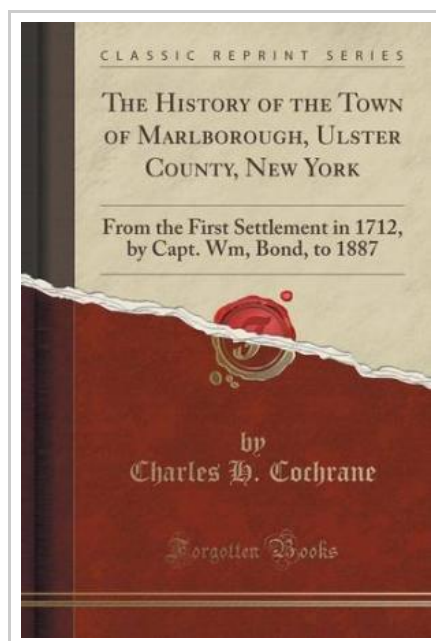 CLASSIC REPRINT SERIES
THE HISTORY OF THE TOWN
OF MARLBOROUGH, ULSTER
COUNTY, NEW YORK
From the First Settlement in 1712,
by Capt. Wm, Bond, to 1887
by
Charles H. Cochrane
Forgotten Books